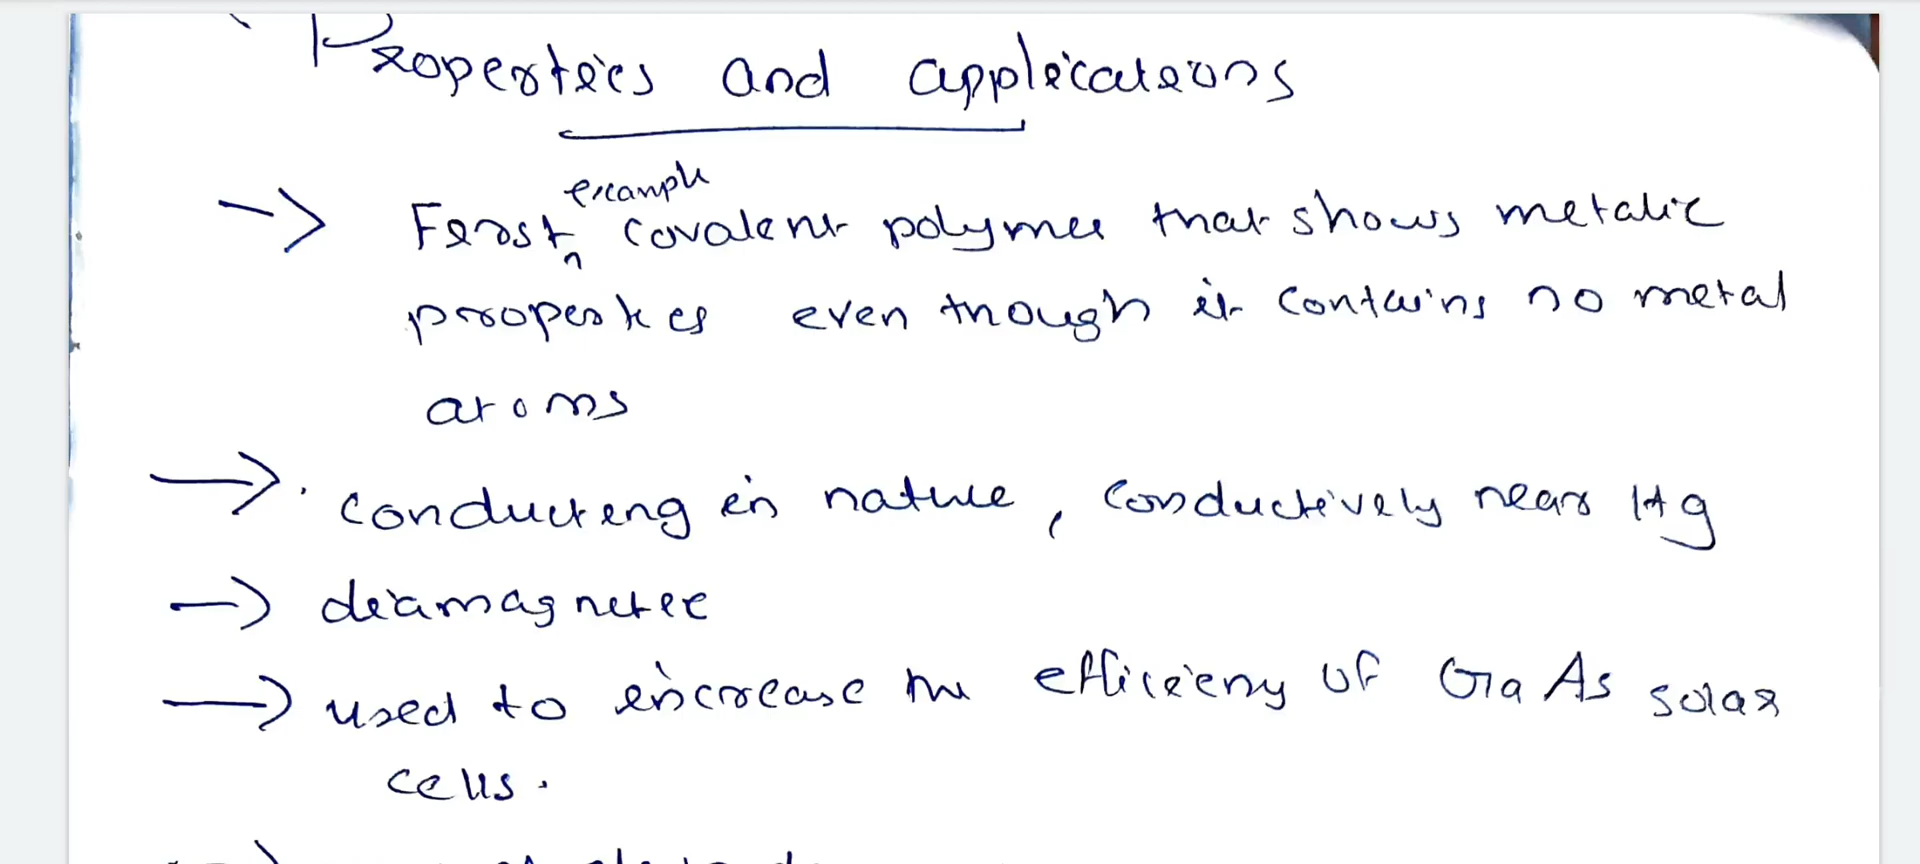 Properties and applications
example
First covalent polymer that shows metalic
properties even though it contains no metal
atoms
conducting in nature, conductively near Hg
diamagnetic
used to increase the efficiency of GaAs solar
cells.